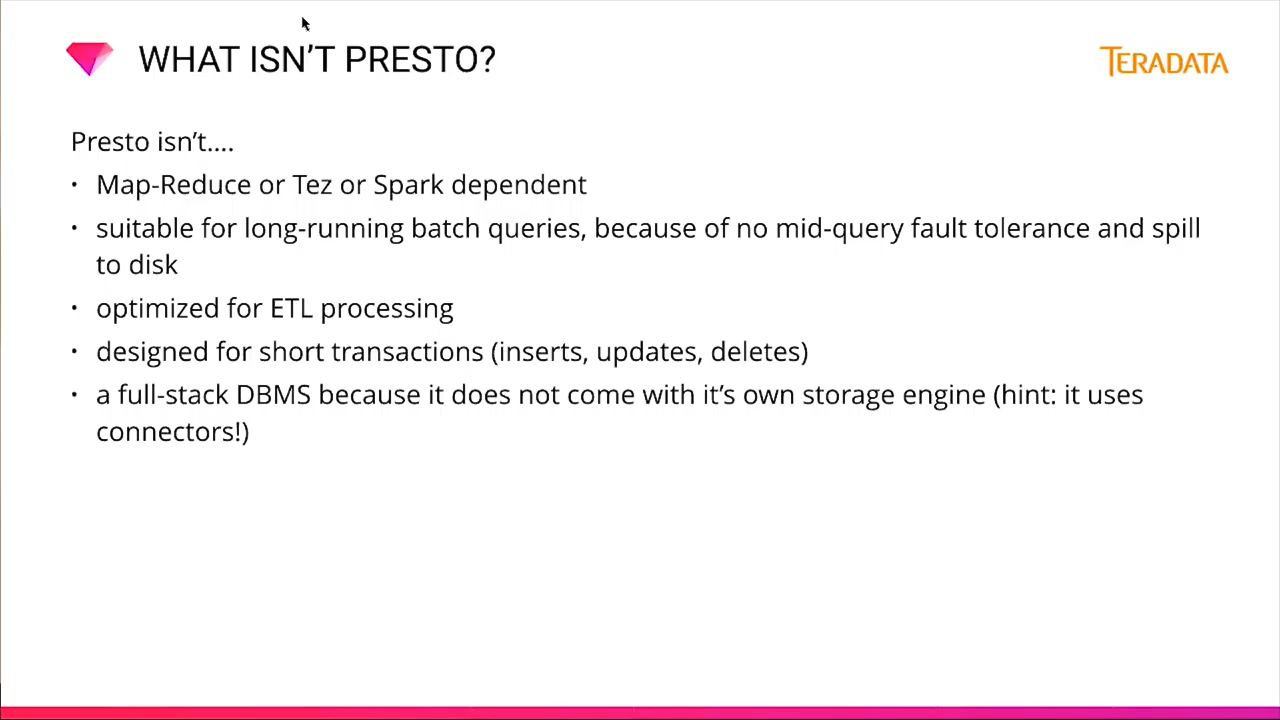 WHAT ISN’T PRESTO?
TERADATA
Presto isn’t....
• Map-Reduce or Tez or Spark dependent
• suitable for long-running batch queries, because of no mid-query fault tolerance and spill
to disk
• optimized for ETL processing
• designed for short transactions (inserts, updates, deletes)
• a full-stack DBMS because it does not come with it’s own storage engine (hint: it uses
connectors!)